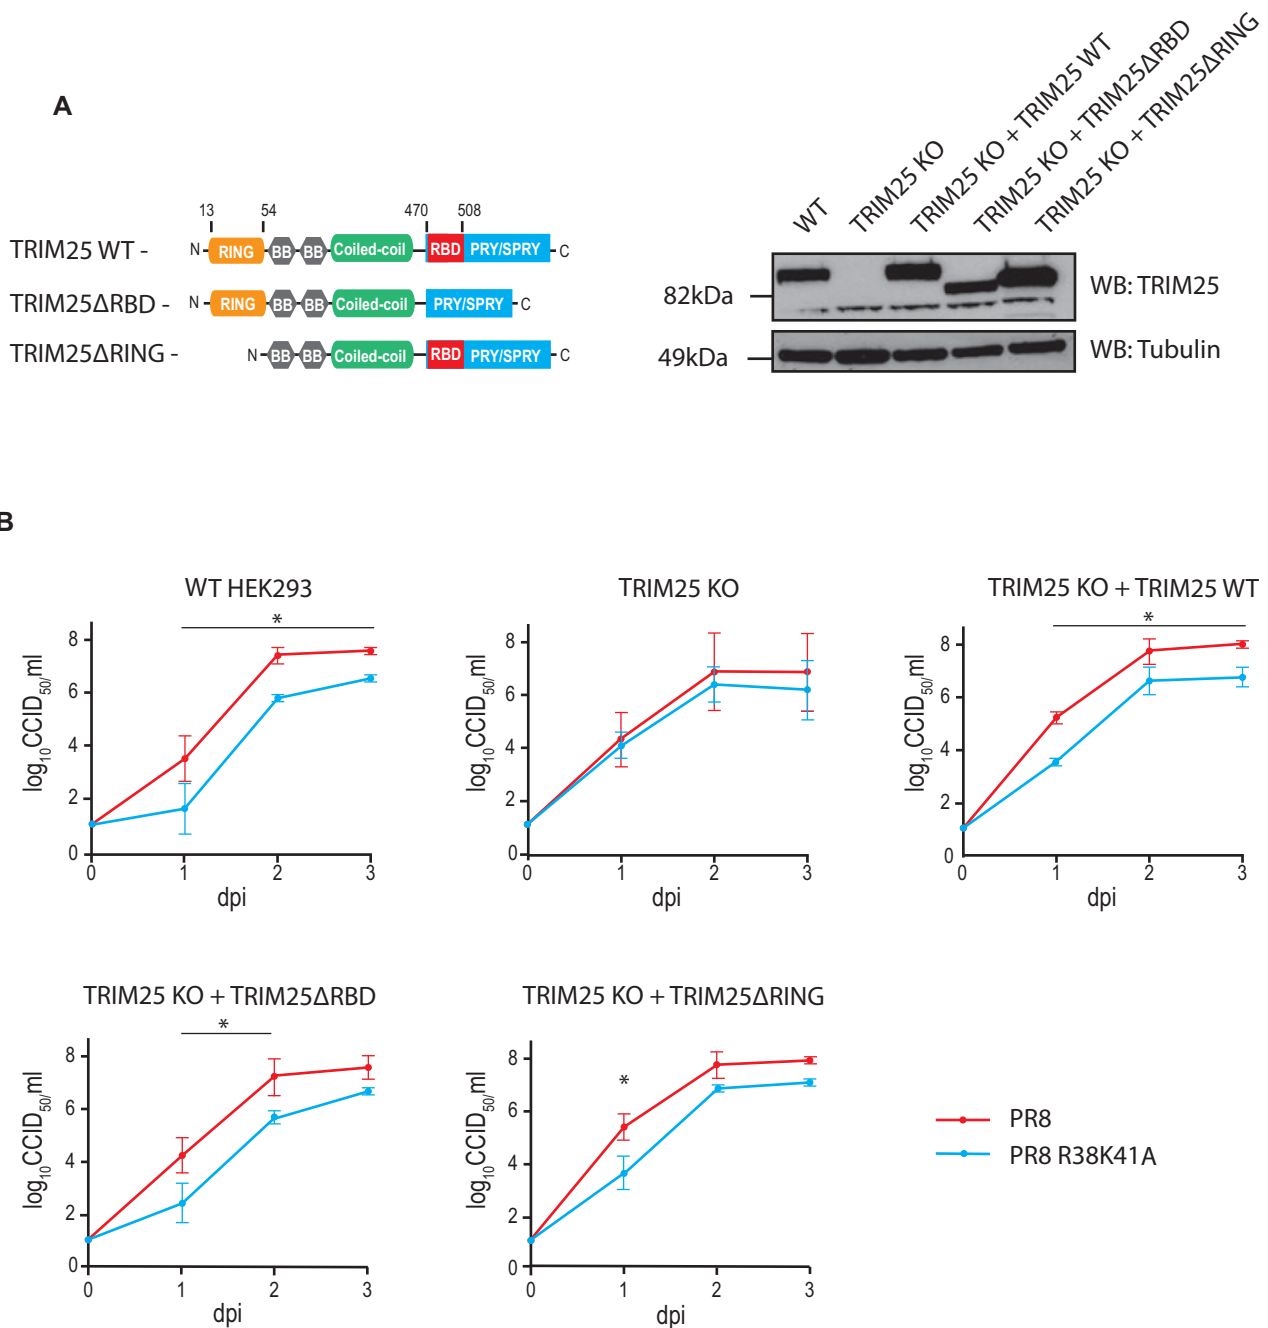 A
WT
TRIM25 KO
TRIM25 KO + TRIM25 WT
TRIM25 KO + TRIM25ΔRBD
TRIM25 KO + TRIM25ΔRING
13 54 470 508
TRIM25 WT - N RING BB BB Coiled-coil RBD PRY/SPRY C
TRIM25ΔRBD - N RING BB BB Coiled-coil PRY/SPRY C
TRIM25ΔRING - N BB BB Coiled-coil RBD PRY/SPRY C
82kDa WB: TRIM25
49kDa WB: Tubulin
B
WT HEK293
*
log10CCID50/ml
8
6
4
2
0
0 1 2 3
dpi
TRIM25 KO
log10CCID50/ml
8
6
4
2
0
0 1 2 3
dpi
TRIM25 KO + TRIM25 WT
*
log10CCID50/ml
8
6
4
2
0
0 1 2 3
dpi
TRIM25 KO + TRIM25ΔRBD
*
log10CCID50/ml
8
6
4
2
0
0 1 2 3
dpi
TRIM25 KO + TRIM25ΔRING
*
log10CCID50/ml
8
6
4
2
0
0 1 2 3
dpi
PR8
PR8 R38K41A